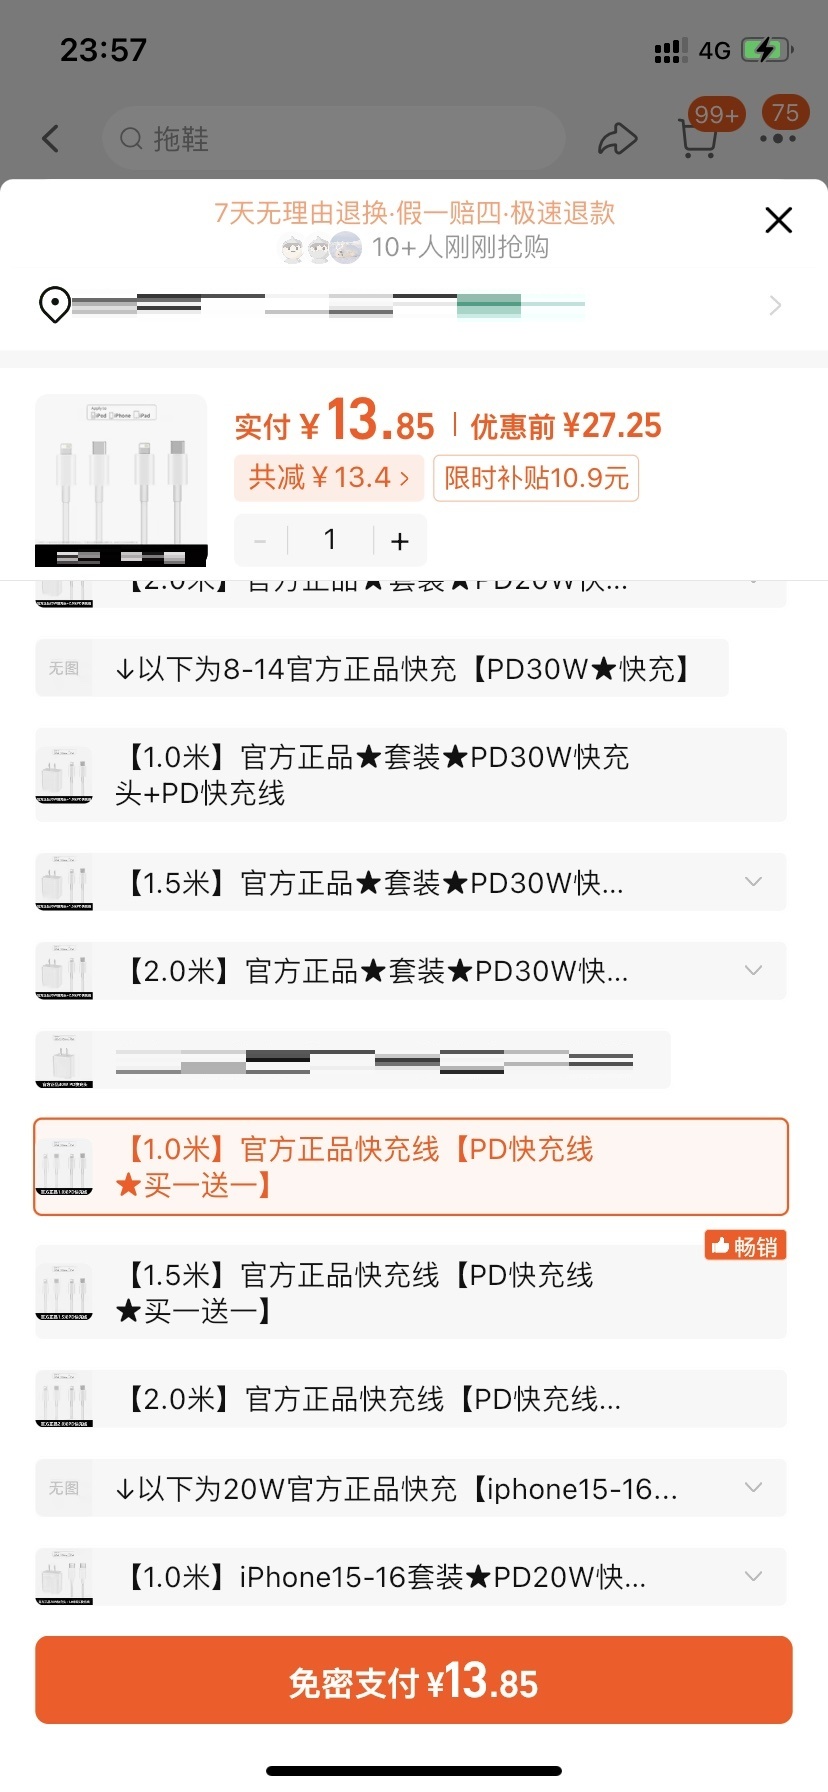 23:57
4G
拖鞋
99+
75
7天无理由退换·假一赔四·极速退款
10+人刚刚抢购
实付￥13.85 | 优惠前 ¥27.25
共减￥13.4 >
限时补贴10.9元
- 1 +
无图
↓以下为8-14官方正品快充【PD30W★快充】
【1.0米】官方正品★套装★PD30W快充
头+PD快充线
【1.5米】官方正品★套装★PD30W快...
【2.0米】官方正品★套装★PD30W快...
【1.0米】官方正品快充线【PD快充线
★买一送一】
畅销
【1.5米】官方正品快充线【PD快充线
★买一送一】
【2.0米】官方正品快充线【PD快充线...
无图
↓以下为20W官方正品快充【iphone15-16...
【1.0米】iPhone15-16套装★PD20W快...
免密支付 ¥13.85